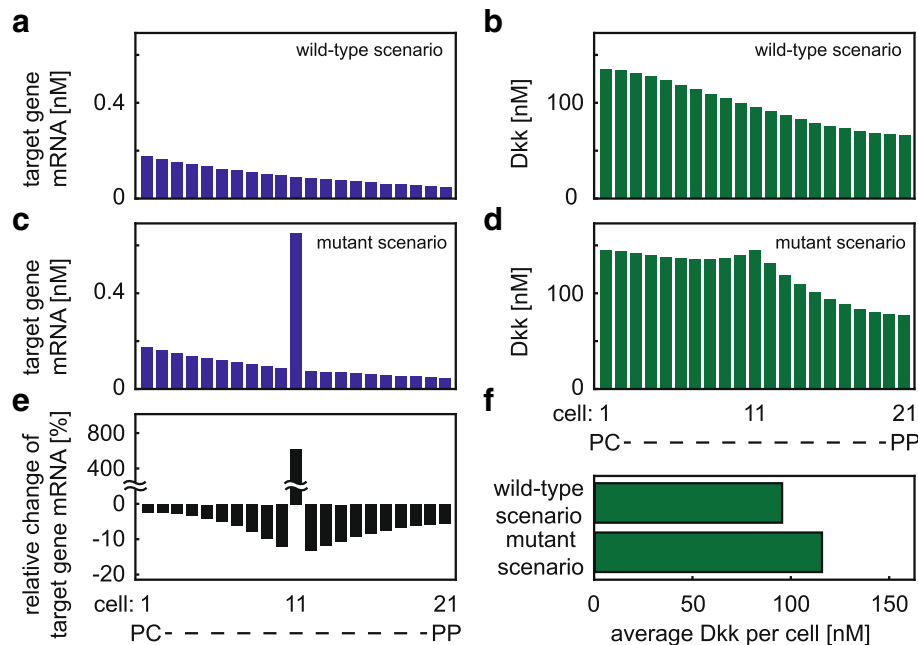 a
wild-type scenario
target gene
mRNA [nM]
0.4
0
b
wild-type scenario
Dkk [nM]
100
0
c
mutant scenario
target gene
mRNA [nM]
0.4
0
d
mutant scenario
Dkk [nM]
100
0
cell: 1
11
21
PC
PP
e
relative change of
target gene mRNA [%]
800
400
0
-10
-20
cell: 1
11
21
PC
PP
f
wild-type
scenario
mutant
scenario
0
50
100
150
average Dkk per cell [nM]